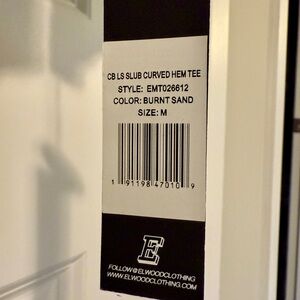 CB LS SLUB CURVED HEM TEE
STYLE: EMT026612
COLOR: BURNT SAND
SIZE: M
1 91198 47010 9
E
FOLLOW@ELWOODCLOTHING
WWW.ELWOODCLOTHING.COM